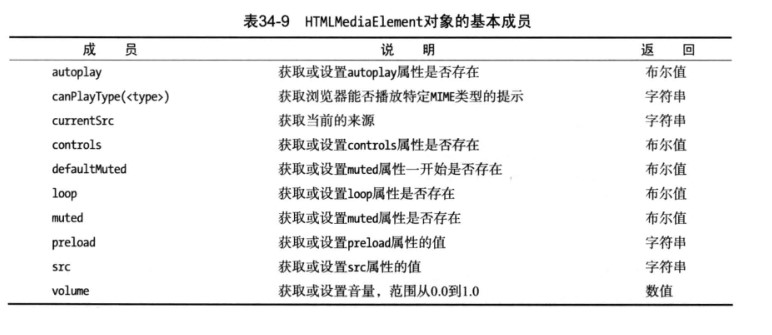 表34-9 HTMLMediaElement对象的基本成员
成 员 说 明 返 回
autoplay 获取或设置autoplay属性是否存在 布尔值
canPlayType(<type>) 获取浏览器能否播放特定MIME类型的提示 字符串
currentSrc 获取当前的来源 字符串
controls 获取或设置controls属性是否存在 布尔值
defaultMuted 获取或设置muted属性一开始是否存在 布尔值
loop 获取或设置loop属性是否存在 布尔值
muted 获取或设置muted属性是否存在 布尔值
preload 获取或设置preload属性的值 字符串
src 获取或设置src属性的值 字符串
volume 获取或设置音量，范围从0.0到1.0 数值